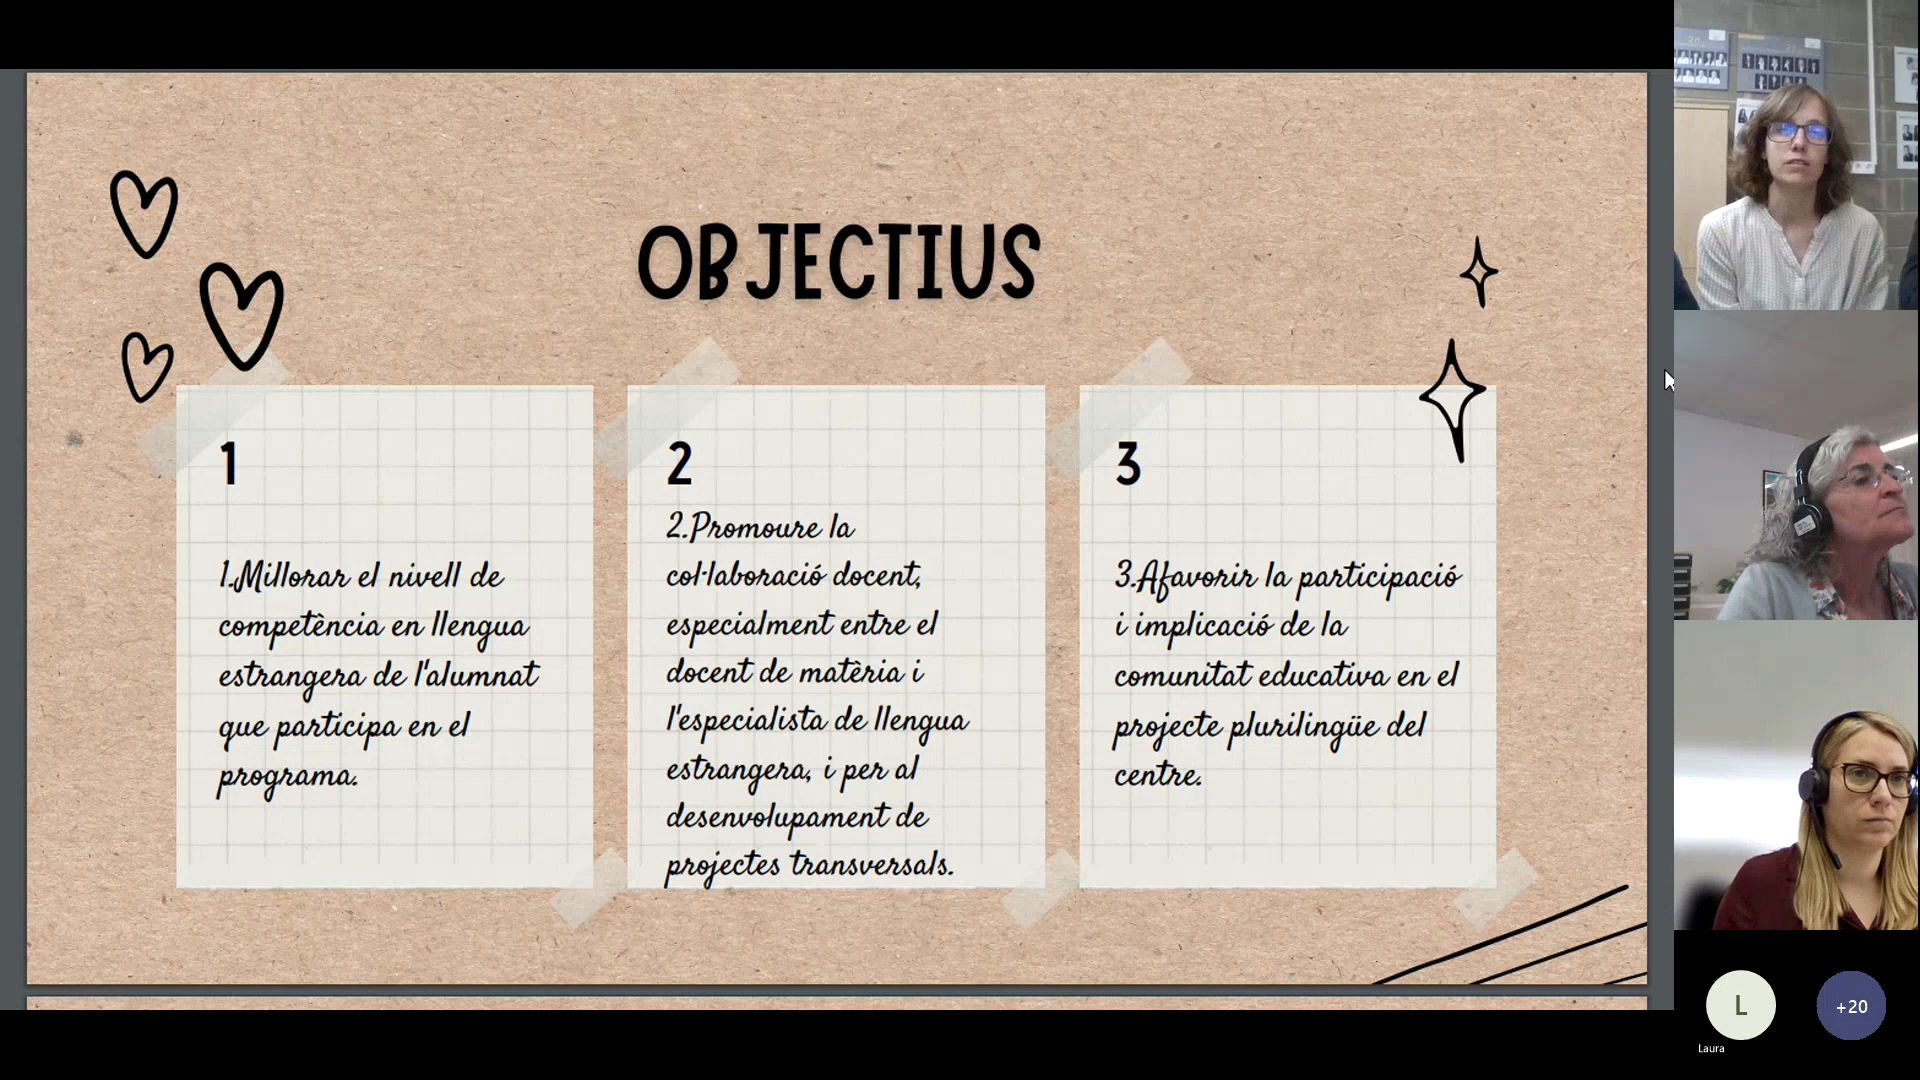 OBJECTIUS
1
1.Millorar el nivell de
competència en llengua
estrangera de l'alumnat
que participa en el
programa.
2
2.Promoure la
col·laboració docent,
especialment entre el
docent de matèria i
l'especialista de llengua
estrangera, i per al
desenvolupament de
projectes transversals.
3
3.Afavorir la participació
i implicació de la
comunitat educativa en el
projecte plurilingüe del
centre.
L
Laura
+20